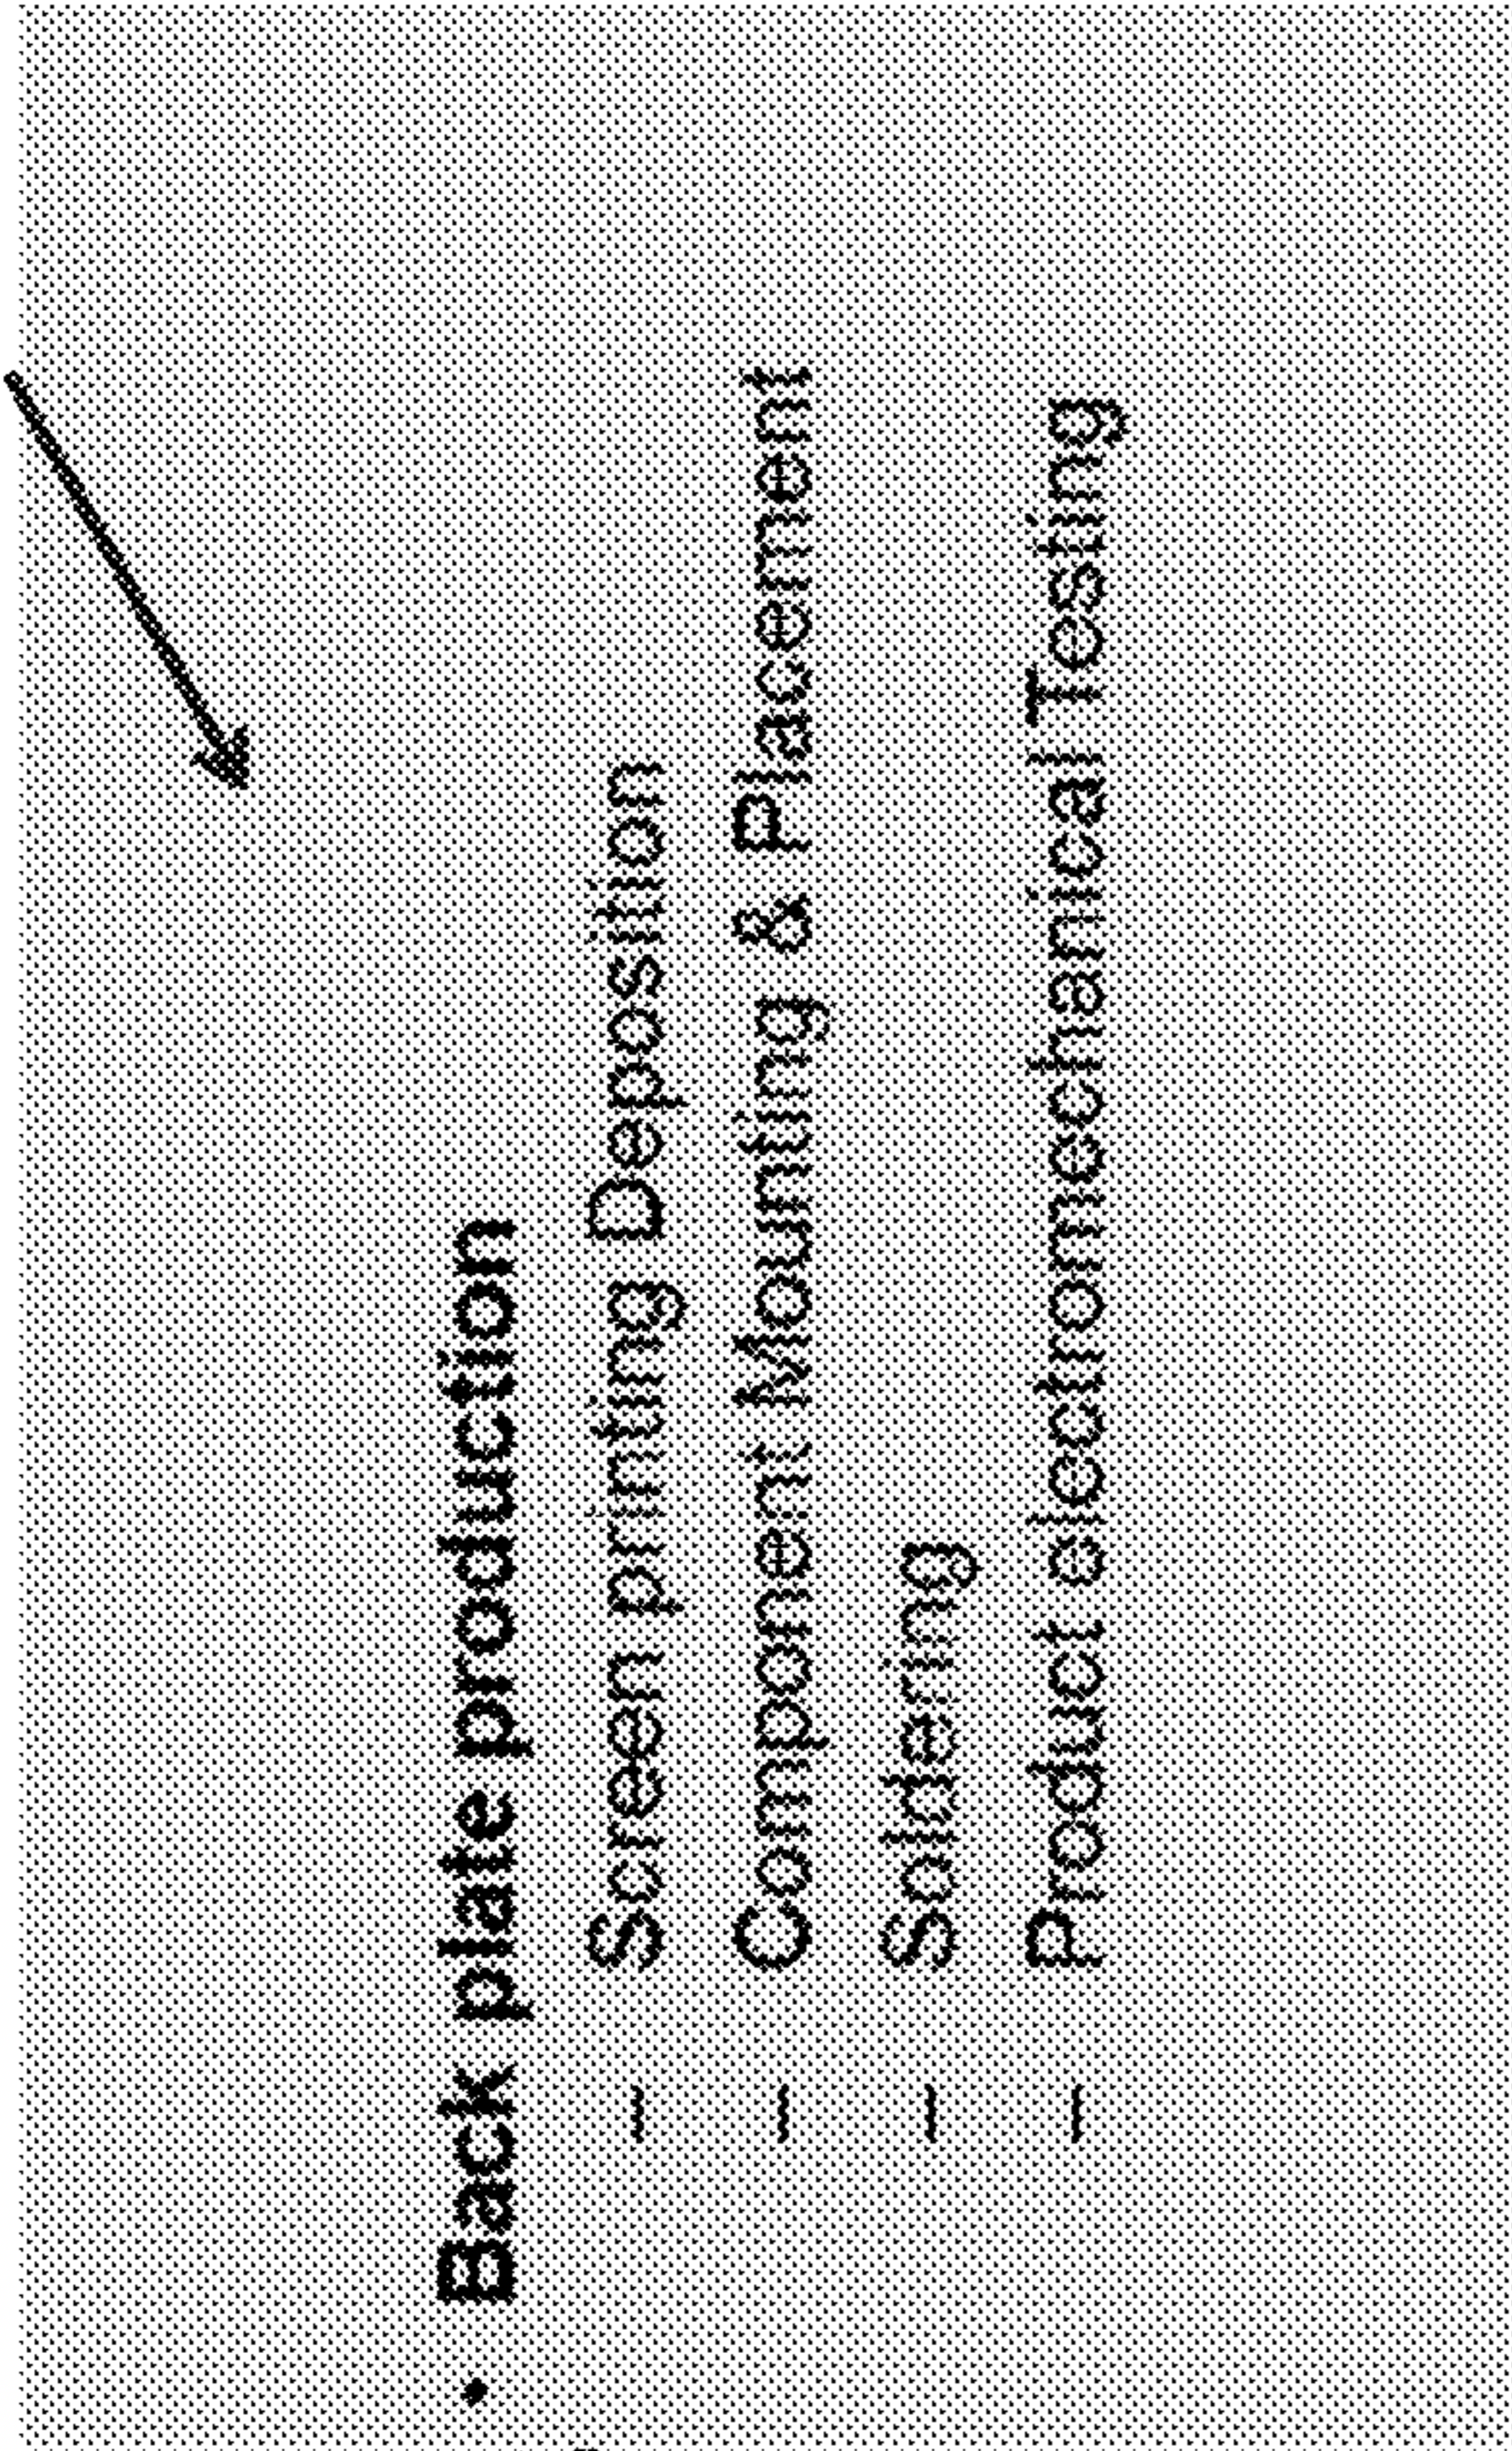 • Back plate production
– Screen printing Deposition
– Component Mounting & Placement
– Soldering
– Product electromechanical Testing